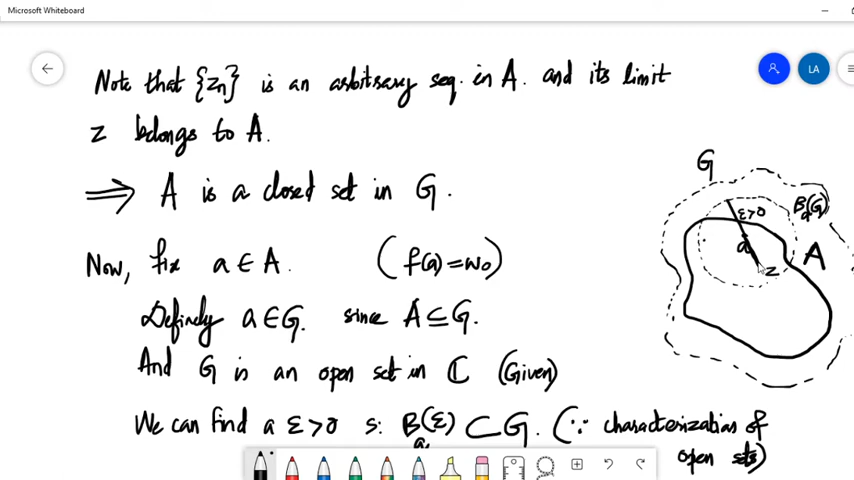 Microsoft Whiteboard
LA
Note that {zn} is an arbitrary seq. in A. and its limit
z belongs to A.
⟹ A is a closed set in G.
Now, fix a ∈ A. (f(a)=w₀)
Definely a ∈ G. since A ⊆ G.
And G is an open set in ℂ (Given)
We can find a ε>0 s: Bₐ(ε) ⊂ G. (∵ characterization of
open sets)
G
ε>0
a
z
A